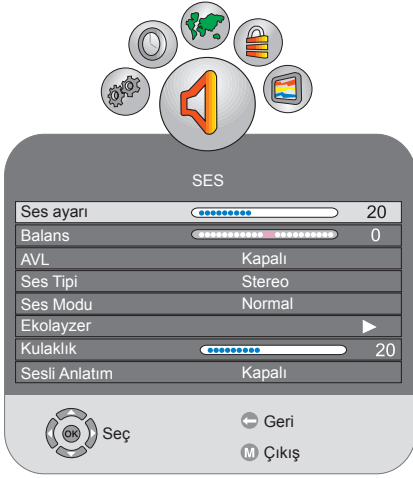 SES
Ses ayarı 20
Balans 0
AVL Kapalı
Ses Tipi Stereo
Ses Modu Normal
Ekolayzer
Kulaklık 20
Sesli Anlatım Kapalı
OK Seç
Geri
M Çıkış